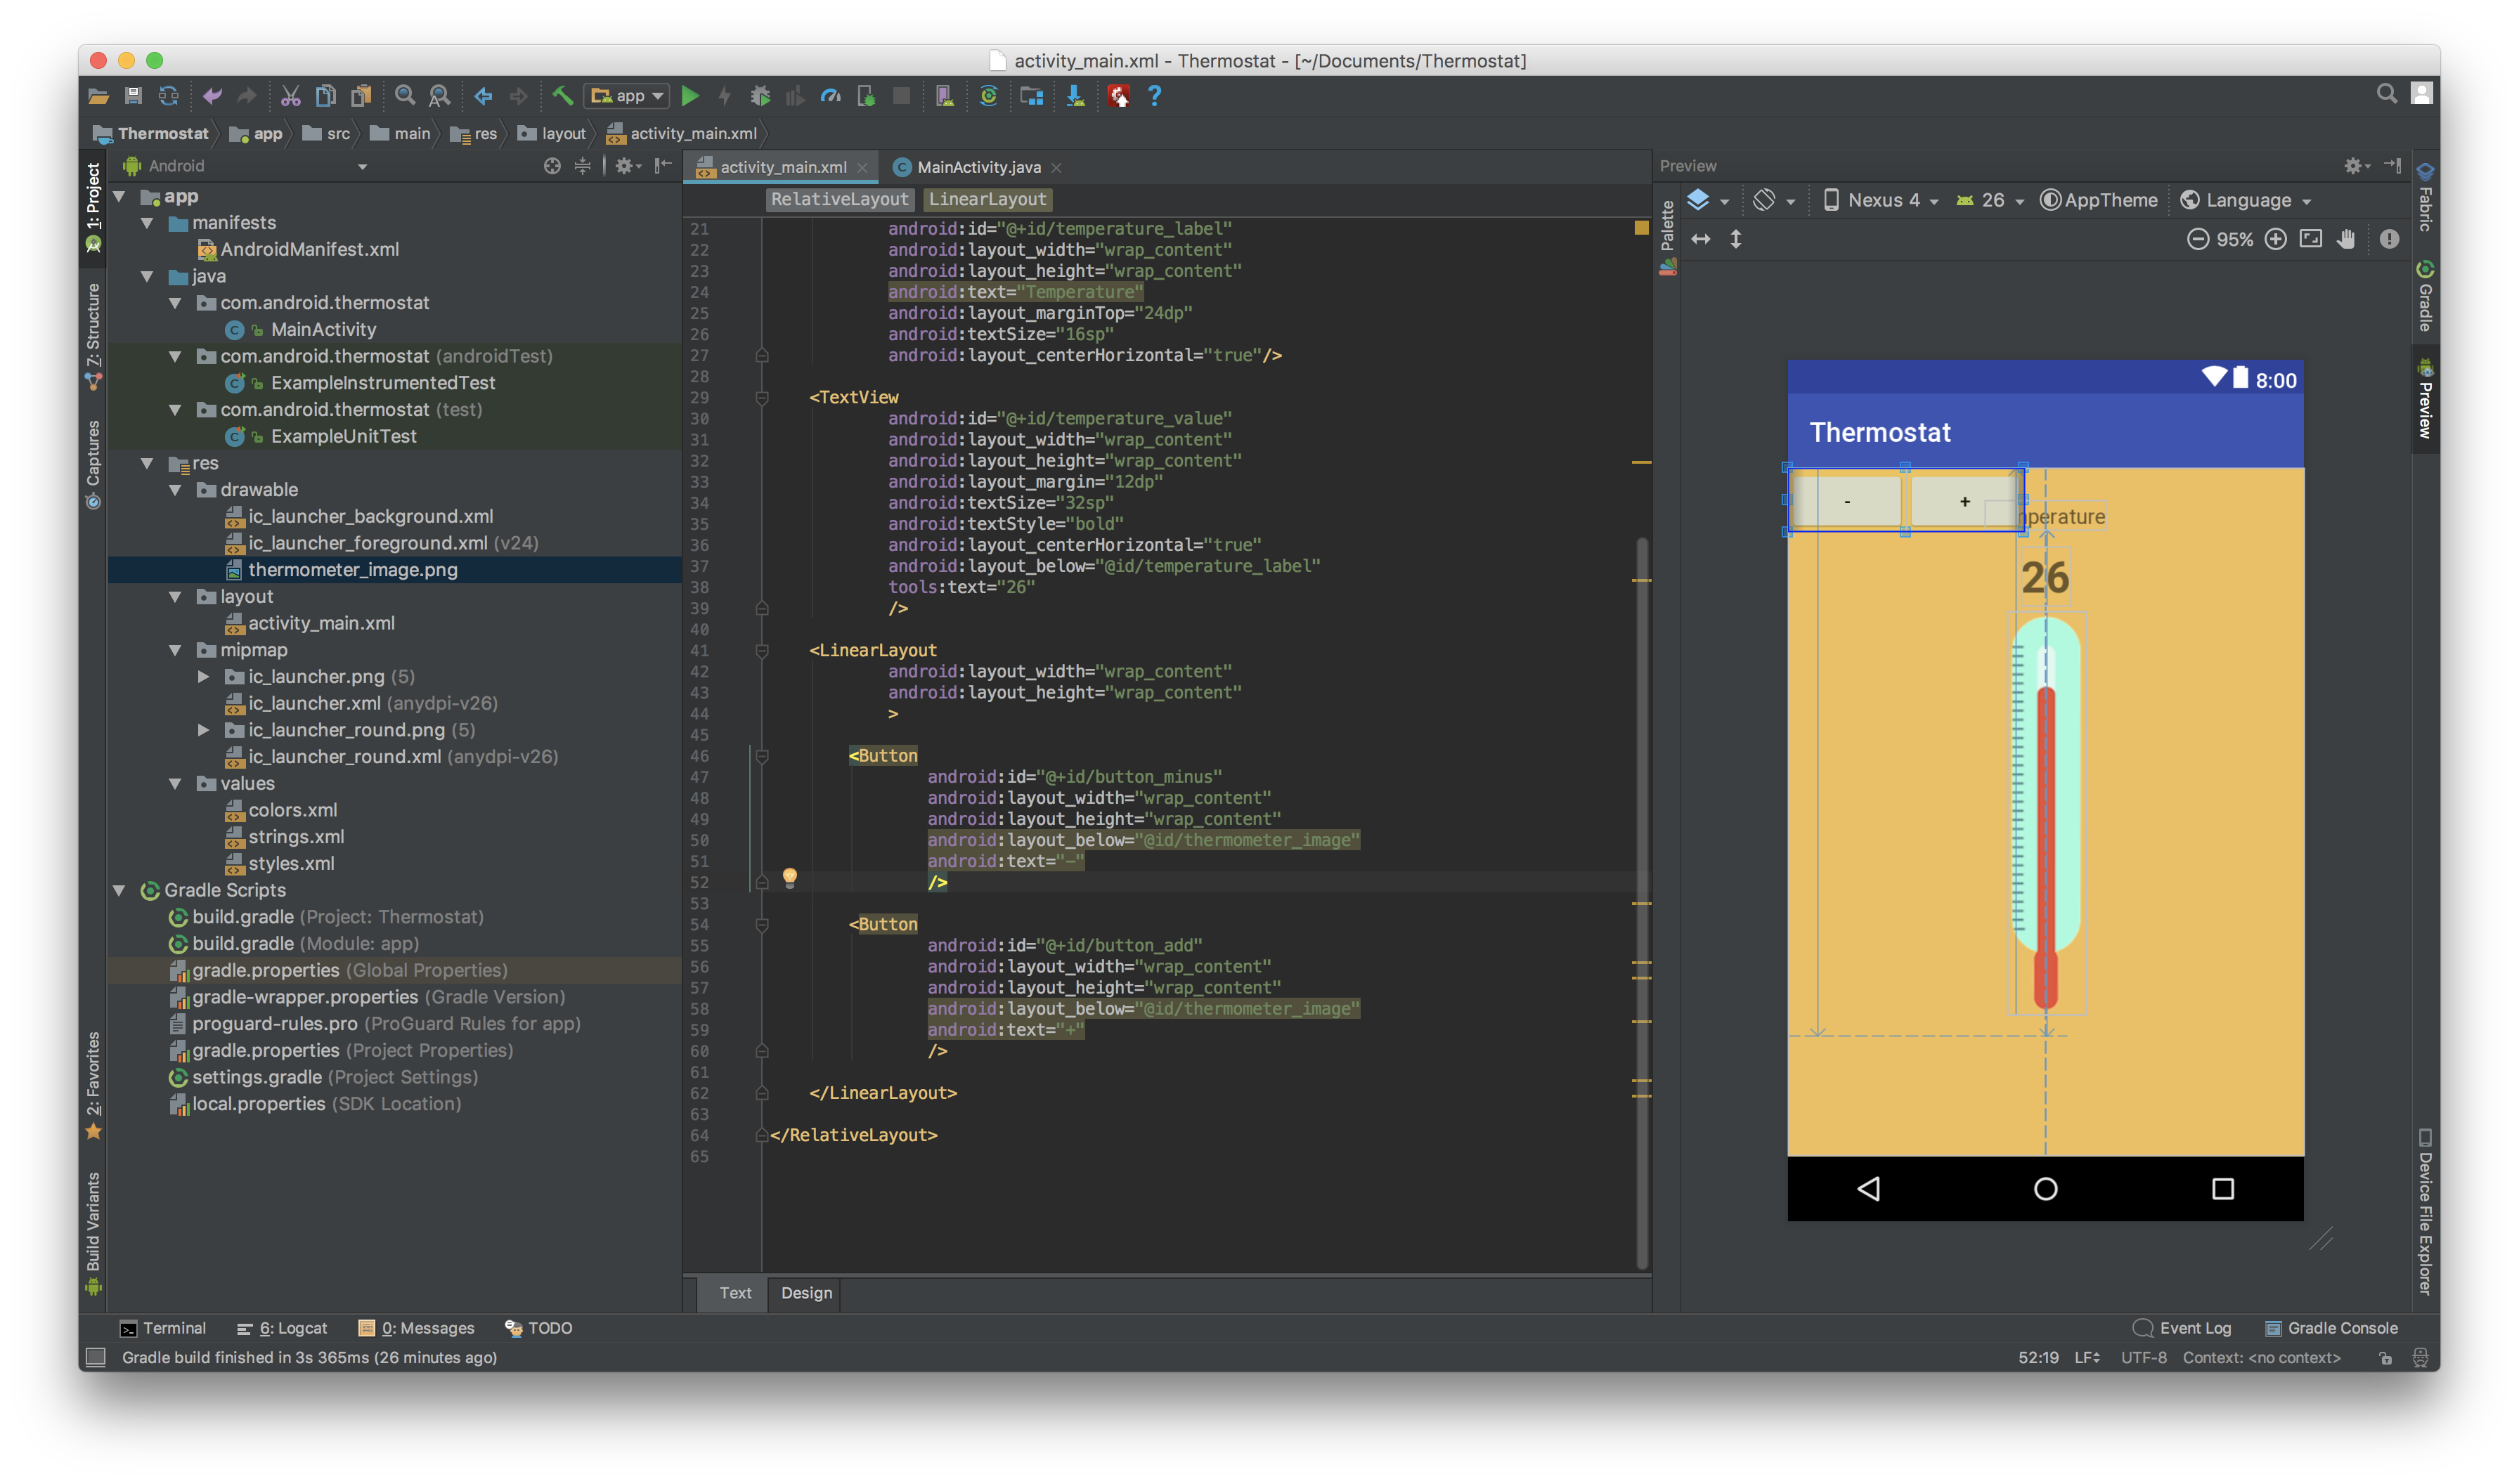 activity_main.xml - Thermostat - [~/Documents/Thermostat]
app
Thermostat app src main res layout activity_main.xml
1: Project
Z: Structure
Captures
2: Favorites
Build Variants
Android
app
manifests
AndroidManifest.xml
java
com.android.thermostat
MainActivity
com.android.thermostat (androidTest)
ExampleInstrumentedTest
com.android.thermostat (test)
ExampleUnitTest
res
drawable
ic_launcher_background.xml
ic_launcher_foreground.xml (v24)
thermometer_image.png
layout
activity_main.xml
mipmap
ic_launcher.png (5)
ic_launcher.xml (anydpi-v26)
ic_launcher_round.png (5)
ic_launcher_round.xml (anydpi-v26)
values
colors.xml
strings.xml
styles.xml
Gradle Scripts
build.gradle (Project: Thermostat)
build.gradle (Module: app)
gradle.properties (Global Properties)
gradle-wrapper.properties (Gradle Version)
proguard-rules.pro (ProGuard Rules for app)
gradle.properties (Project Properties)
settings.gradle (Project Settings)
local.properties (SDK Location)
activity_main.xml MainActivity.java
RelativeLayout LinearLayout
21 android:id="@+id/temperature_label"
22 android:layout_width="wrap_content"
23 android:layout_height="wrap_content"
24 android:text="Temperature"
25 android:layout_marginTop="24dp"
26 android:textSize="16sp"
27 android:layout_centerHorizontal="true"/>
28
29 <TextView
30 android:id="@+id/temperature_value"
31 android:layout_width="wrap_content"
32 android:layout_height="wrap_content"
33 android:layout_margin="12dp"
34 android:textSize="32sp"
35 android:textStyle="bold"
36 android:layout_centerHorizontal="true"
37 android:layout_below="@id/temperature_label"
38 tools:text="26"
39 />
40
41 <LinearLayout
42 android:layout_width="wrap_content"
43 android:layout_height="wrap_content"
44 >
45
46 <Button
47 android:id="@+id/button_minus"
48 android:layout_width="wrap_content"
49 android:layout_height="wrap_content"
50 android:layout_below="@id/thermometer_image"
51 android:text="-"
52 />
53
54 <Button
55 android:id="@+id/button_add"
56 android:layout_width="wrap_content"
57 android:layout_height="wrap_content"
58 android:layout_below="@id/thermometer_image"
59 android:text="+"
60 />
61
62 </LinearLayout>
63
64 </RelativeLayout>
65
Text Design
Preview
Palette
Nexus 4 26 AppTheme Language
95%
8:00
Thermostat
- +
nperature
26
Fabric
Gradle
Preview
Device File Explorer
Terminal 6: Logcat 0: Messages TODO Event Log Gradle Console
Gradle build finished in 3s 365ms (26 minutes ago) 52:19 LF UTF-8 Context: <no context>